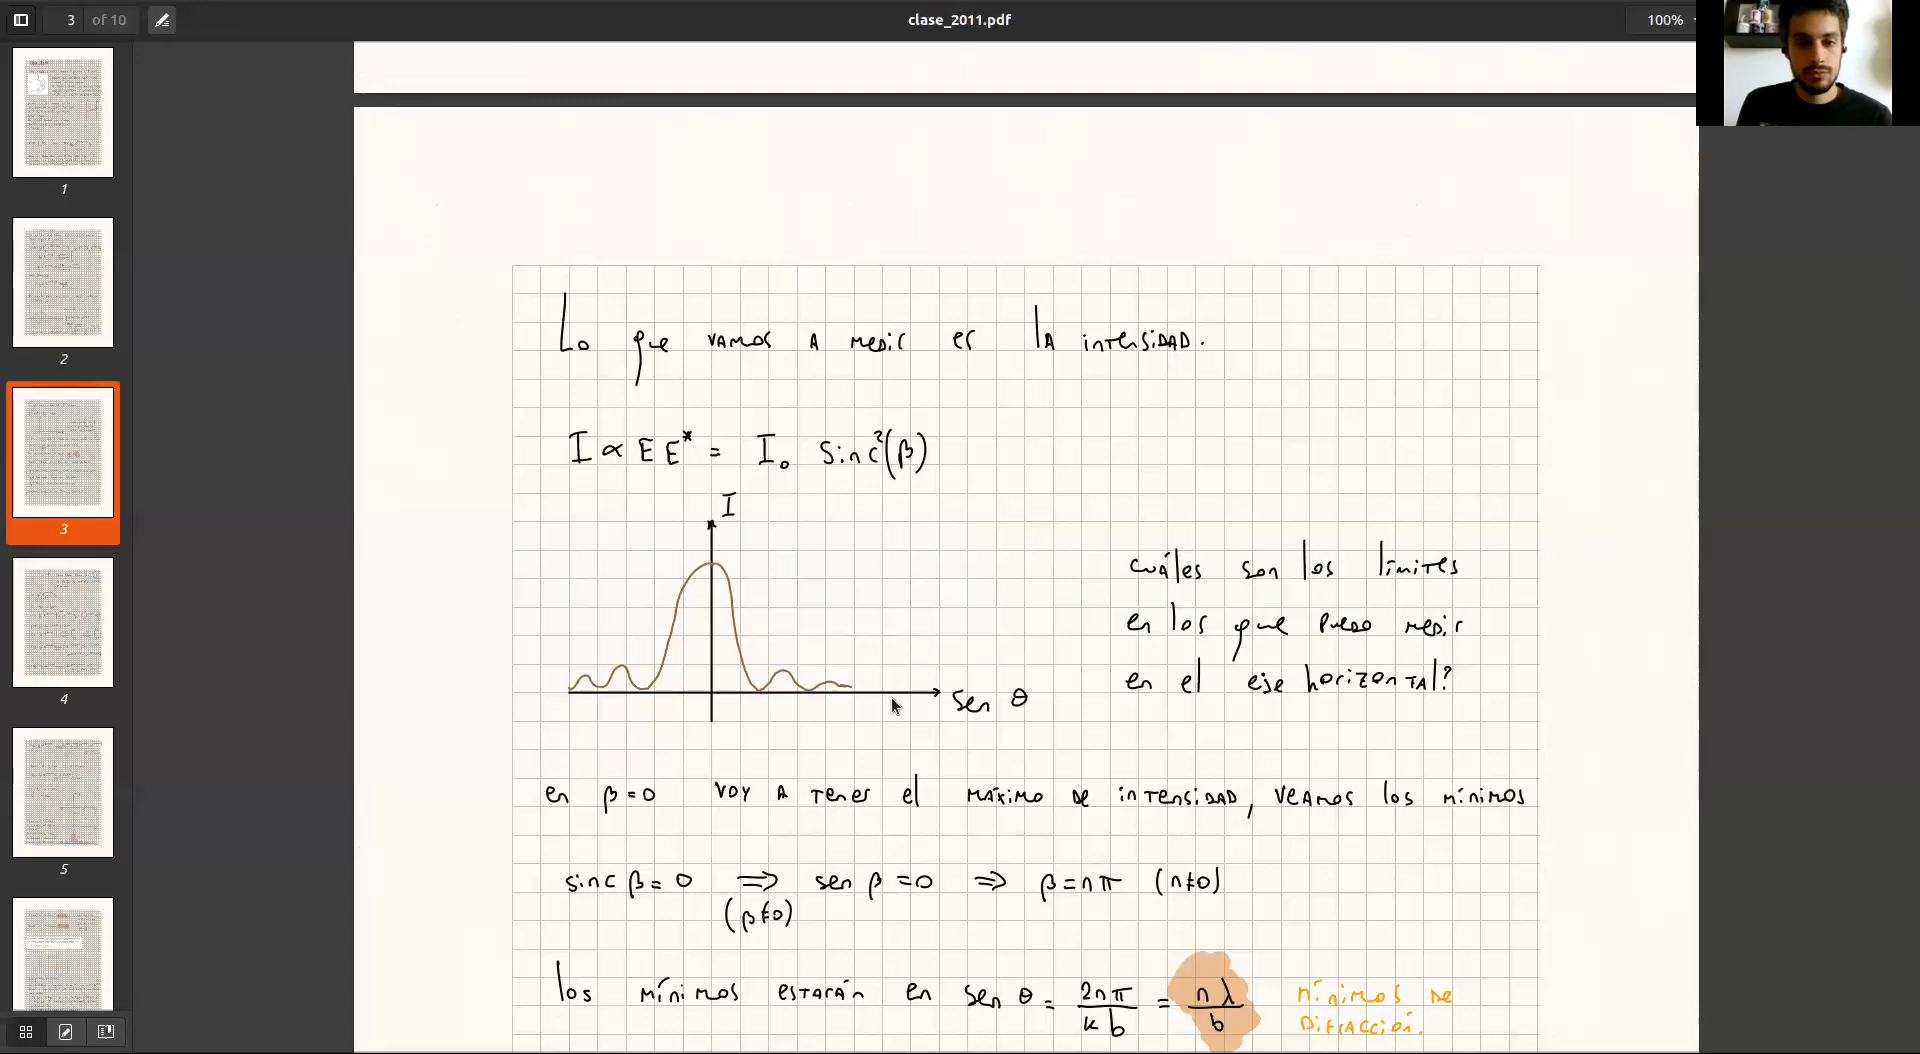 3 of 10
clase_2011.pdf
100%
1
2
3
4
5
Lo que vamos a medir es la intensidad.
I ∝ E E* = I₀ sinc²(β)
I
sen θ
cuáles son los límites
en los que puedo medir
en el eje horizontal?
en β = 0 voy a tener el máximo de intensidad, veamos los mínimos
sinc β = 0 ⟹ sen β = 0 ⟹ β = nπ (n≠0)
(β≠0)
los mínimos estarán en sen θ = 2nπ / k b = nλ / b
mínimos de
difracción.